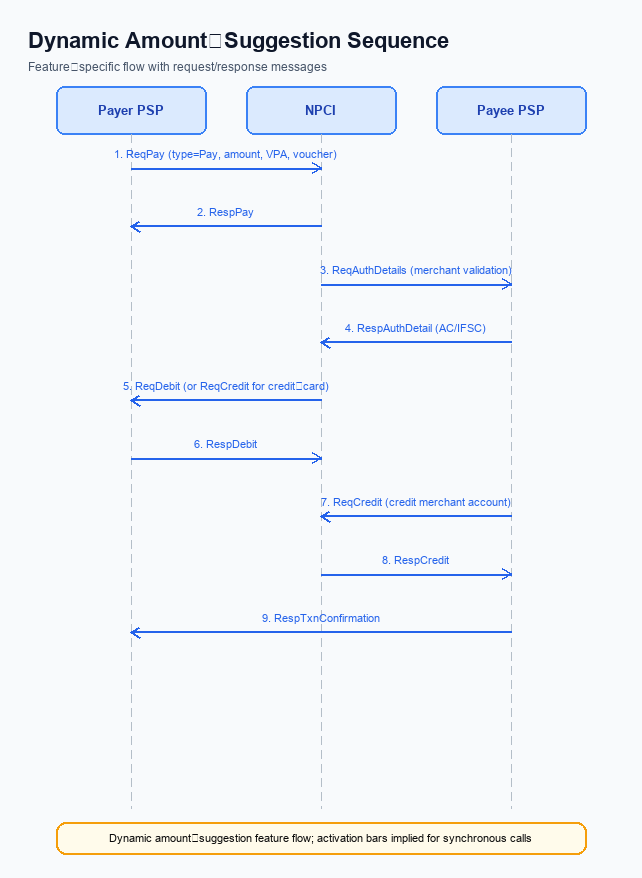 Dynamic Amount□Suggestion Sequence
Feature□specific flow with request/response messages
Payer PSP
NPCI
Payee PSP
1. ReqPay (type=Pay, amount, VPA, voucher)
2. RespPay
3. ReqAuthDetails (merchant validation)
4. RespAuthDetail (AC/IFSC)
5. ReqDebit (or ReqCredit for credit□card)
6. RespDebit
7. ReqCredit (credit merchant account)
8. RespCredit
9. RespTxnConfirmation
Dynamic amount□suggestion feature flow; activation bars implied for synchronous calls